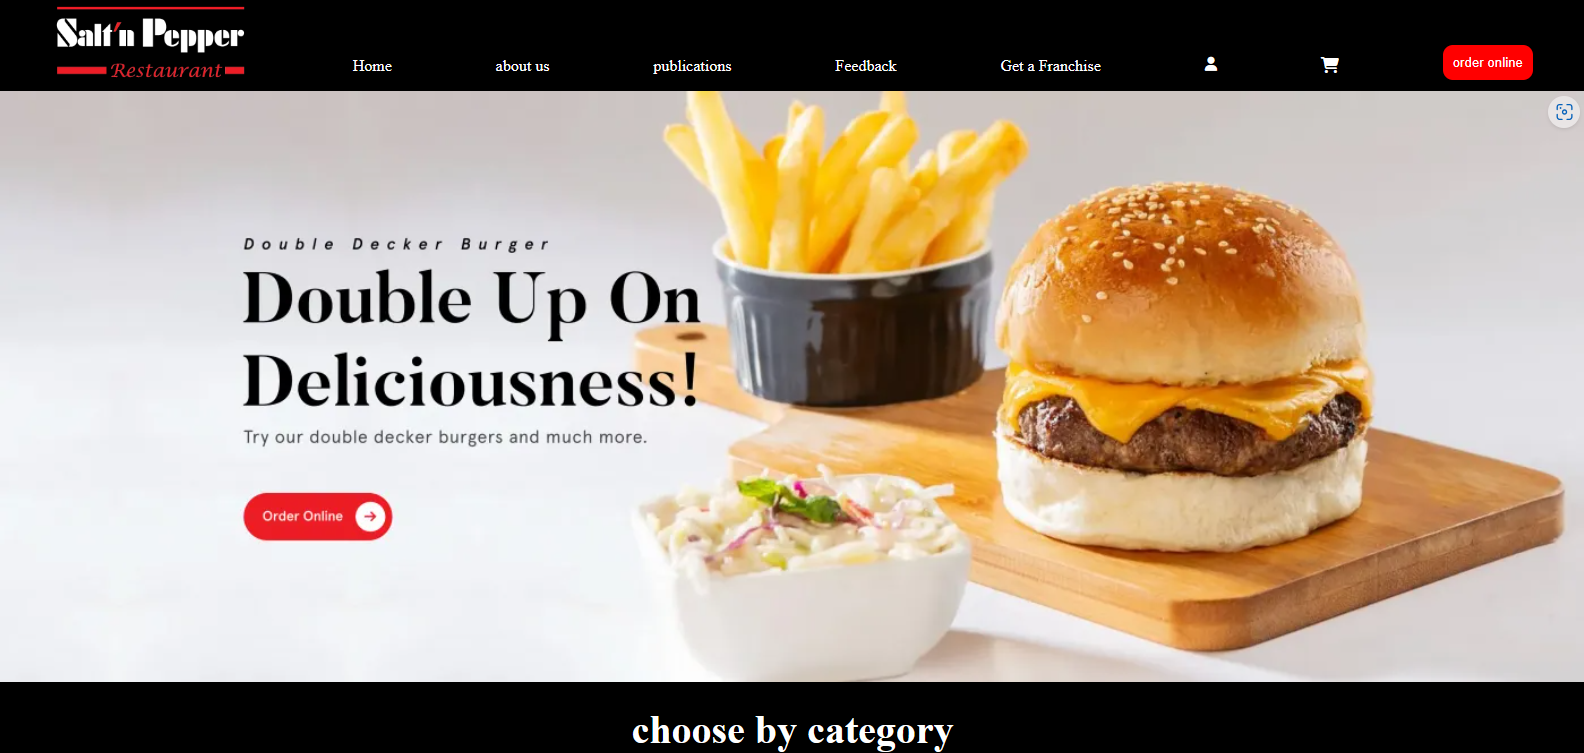 Salt'n Pepper
Restaurant
Home about us publications Feedback Get a Franchise order online
Double Decker Burger
Double Up On
Deliciousness!
Try our double decker burgers and much more.
Order Online
choose by category